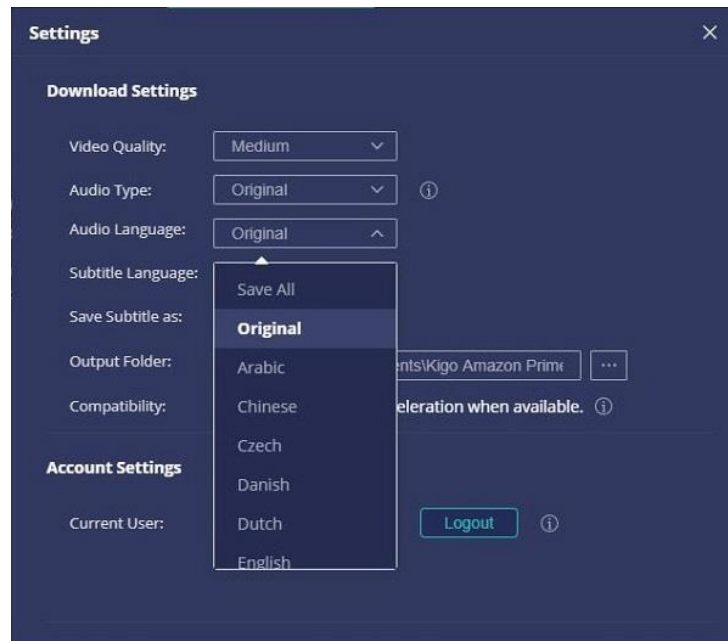 Settings
Download Settings
Video Quality: Medium
Audio Type: Original
Audio Language: Original
Subtitle Language:
Save All
Save Subtitle as:
Original
Output Folder:
Arabic
ents\Kigo Amazon Prime
Compatibility:
Chinese
eleration when available.
Czech
Account Settings
Danish
Current User:
Dutch
Logout
English